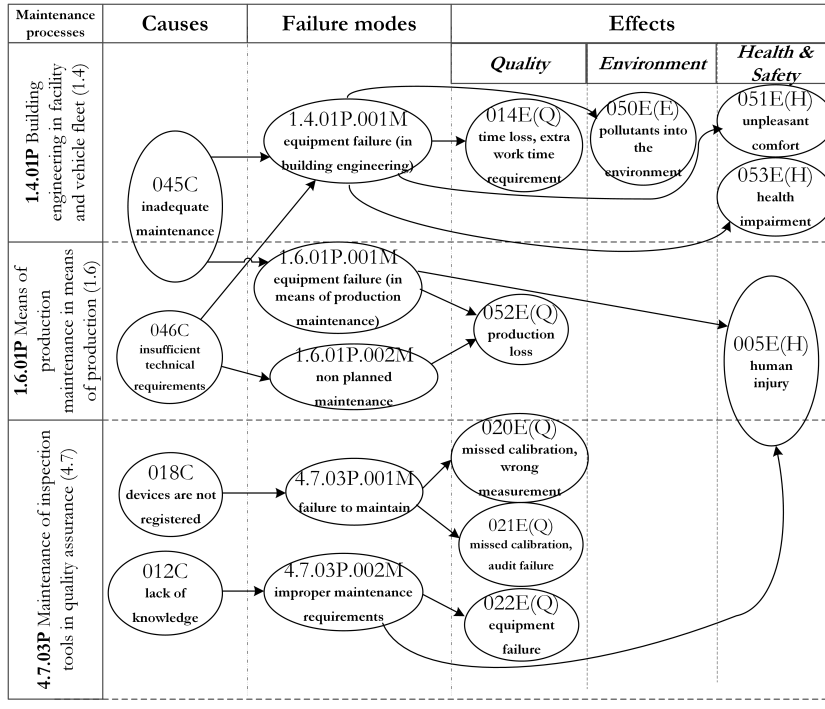 Maintenance
processes
Causes
Failure modes
Effects
Quality
Environment
Health &
Safety
1.4.01P Building
engineering in facility
and vehicle fleet (1.4)
045C
inadequate
maintenance
1.4.01P.001M
equipment failure (in
building engineering)
014E(Q)
time loss, extra
work time
requirement
050E(E)
pollutants into
the
environment
051E(H)
unpleasant
comfort
053E(H)
health
impairment
1.6.01P Means of
production
maintenance in means
of production (1.6)
046C
insufficient
technical
requirements
1.6.01P.001M
equipment failure (in
means of production
maintenance)
1.6.01P.002M
non planned
maintenance
052E(Q)
production
loss
005E(H)
human
injury
4.7.03P Maintenance of inspection
tools in quality assurance (4.7)
018C
devices are not
registered
4.7.03P.001M
failure to maintain
020E(Q)
missed calibration,
wrong
measurement
021E(Q)
missed calibration,
audit failure
012C
lack of
knowledge
4.7.03P.002M
improper maintenance
requirements
022E(Q)
equipment
failure